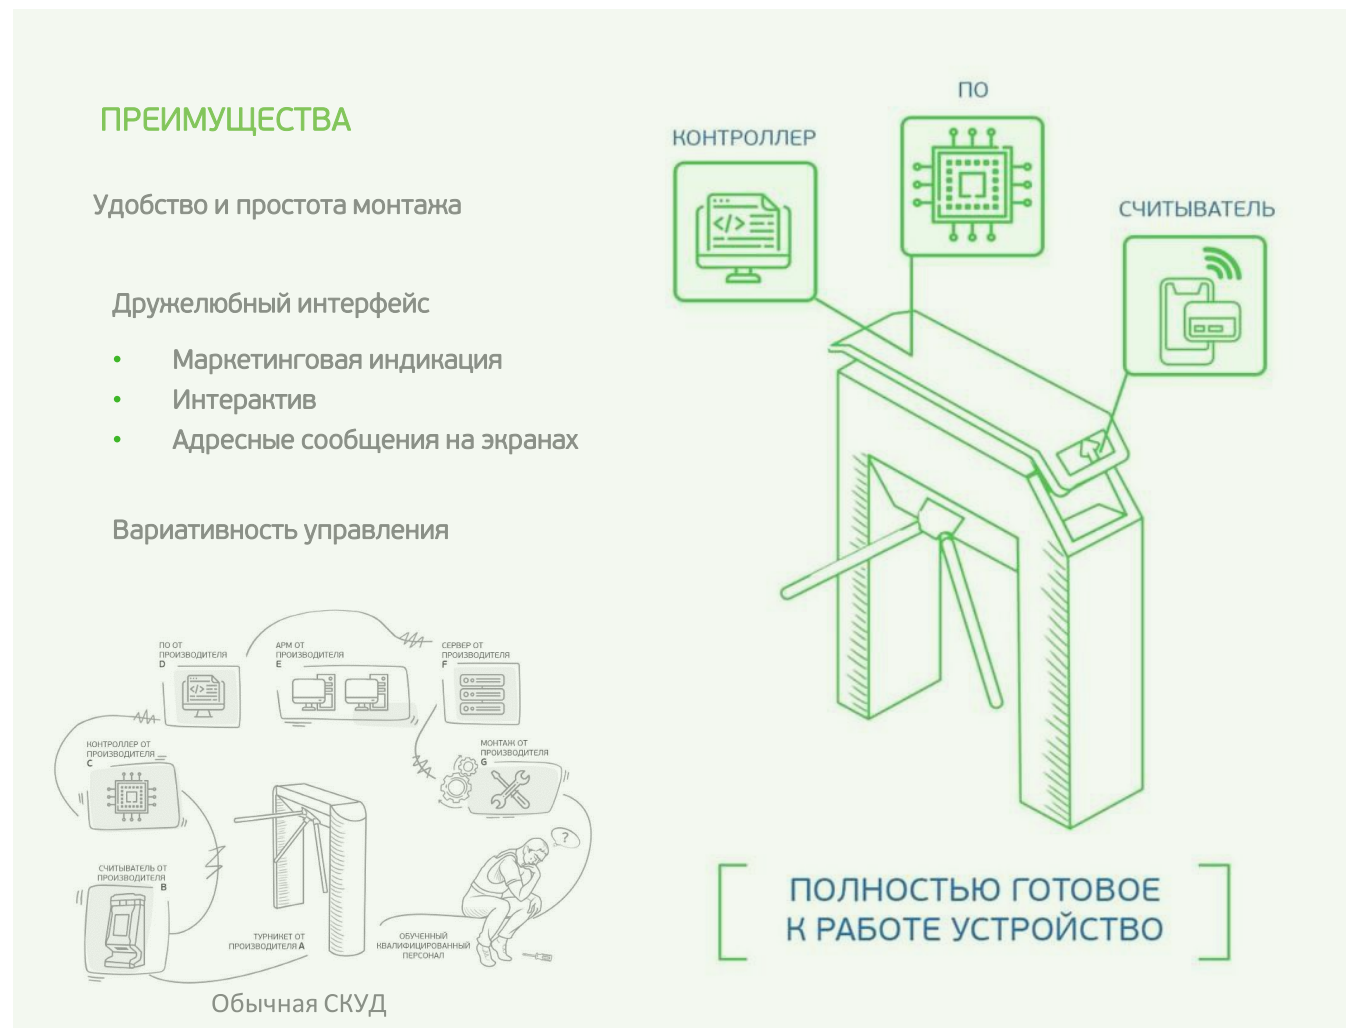 ПРЕИМУЩЕСТВА
Удобство и простота монтажа
Дружелюбный интерфейс
• Маркетинговая индикация
• Интерактив
• Адресные сообщения на экранах
Вариативность управления
ПО ОТ
ПРОИЗВОДИТЕЛЯ
D
АРМ ОТ
ПРОИЗВОДИТЕЛЯ
E
СЕРВЕР ОТ
ПРОИЗВОДИТЕЛЯ
F
КОНТРОЛЛЕР ОТ
ПРОИЗВОДИТЕЛЯ
C
МОНТАЖ ОТ
ПРОИЗВОДИТЕЛЯ
G
?
СЧИТЫВАТЕЛЬ ОТ
ПРОИЗВОДИТЕЛЯ
B
ТУРНИКЕТ ОТ
ПРОИЗВОДИТЕЛЯ A
ОБУЧЕННЫЙ
КВАЛИФИЦИРОВАННЫЙ
ПЕРСОНАЛ
Обычная СКУД
ПО
КОНТРОЛЛЕР
</>
СЧИТЫВАТЕЛЬ
ПОЛНОСТЬЮ ГОТОВОЕ
К РАБОТЕ УСТРОЙСТВО